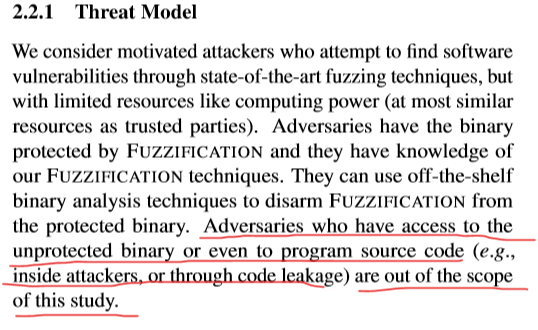 2.2.1 Threat Model
We consider motivated attackers who attempt to find software
vulnerabilities through state-of-the-art fuzzing techniques, but
with limited resources like computing power (at most similar
resources as trusted parties). Adversaries have the binary
protected by FUZZIFICATION and they have knowledge of
our FUZZIFICATION techniques. They can use off-the-shelf
binary analysis techniques to disarm FUZZIFICATION from
the protected binary. Adversaries who have access to the
unprotected binary or even to program source code (e.g.,
inside attackers, or through code leakage) are out of the scope
of this study.